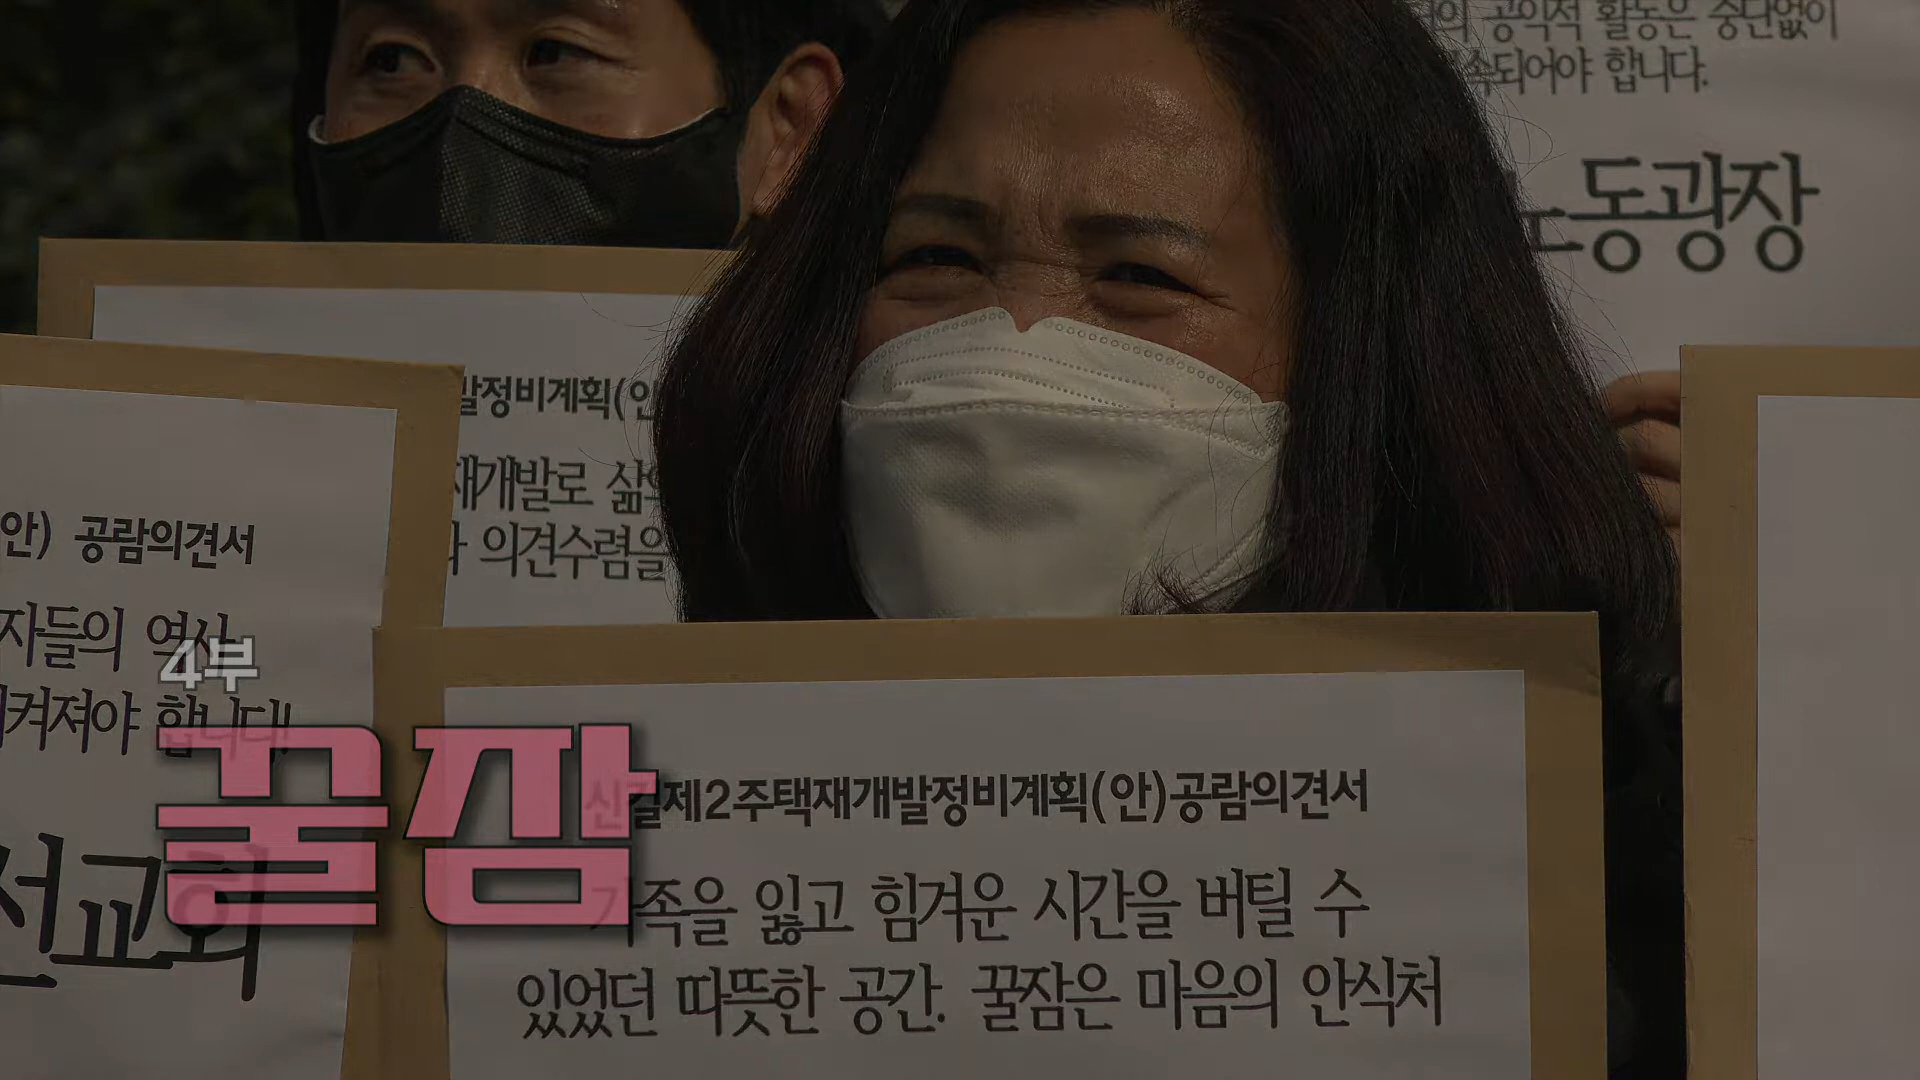 의 공익적 활동은 중단없이
속되어야 합니다.
노동광장
발정비계획(안
재개발로 삶의
의견수렴을
(안) 공람의견서
자들의 역사
켜져야 합니다!
선교회
4부
꿀잠
신길제2주택재개발정비계획(안)공람의견서
가족을 잃고 힘겨운 시간을 버틸 수
있었던 따뜻한 공간. 꿀잠은 마음의 안식처